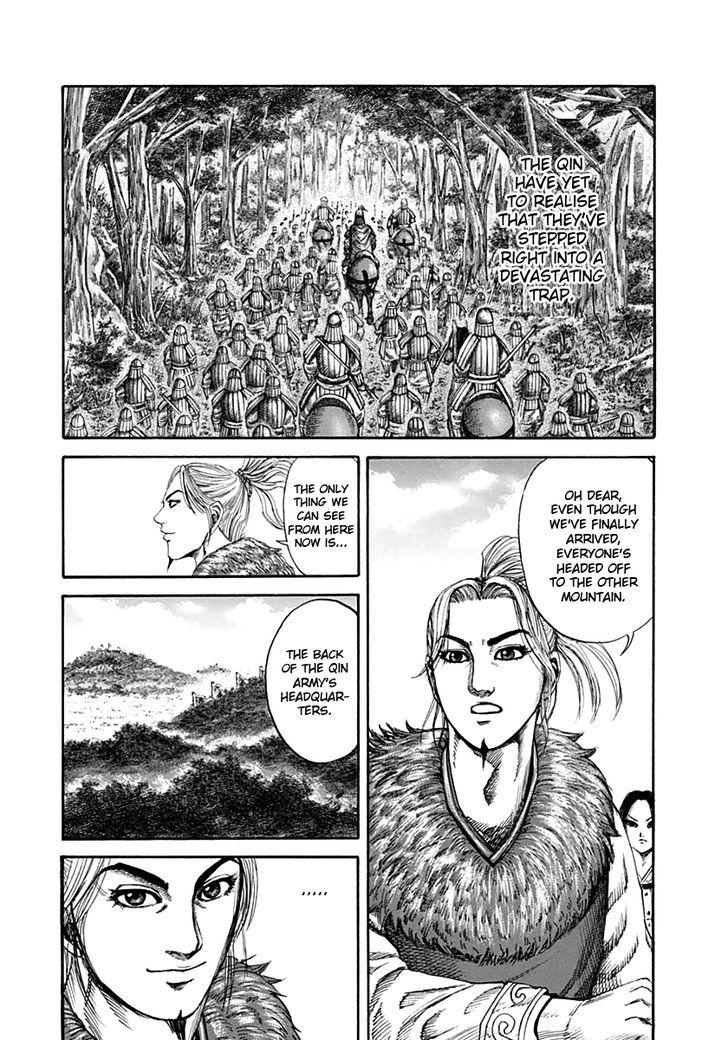 THE QIN
HAVE YET
TO REALISE
THAT THEY'VE
STEPPED
RIGHT INTO A
DEVASTATING
TRAP.
OH DEAR,
EVEN THOUGH
WE'VE FINALLY
ARRIVED,
EVERYONE'S
HEADED OFF
TO THE OTHER
MOUNTAIN.
THE ONLY
THING WE
CAN SEE
FROM HERE
NOW IS...
THE BACK
OF THE QIN
ARMY'S
HEADQUAR-
TERS.
.....